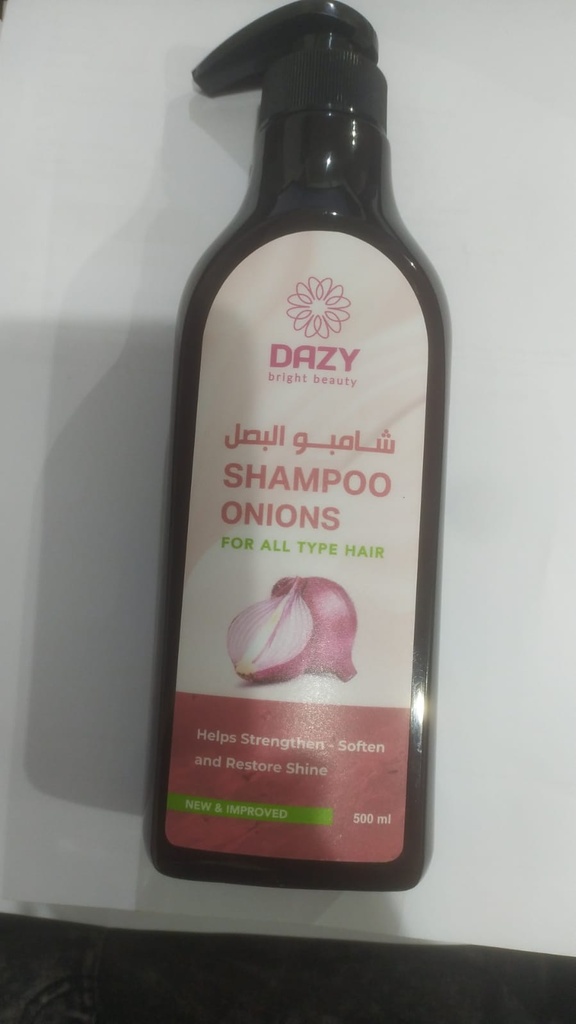 DAZY
bright beauty
شامبو البصل
SHAMPOO
ONIONS
FOR ALL TYPE HAIR
Helps Strengthen - Soften
and Restore Shine
NEW & IMPROVED
500 ml